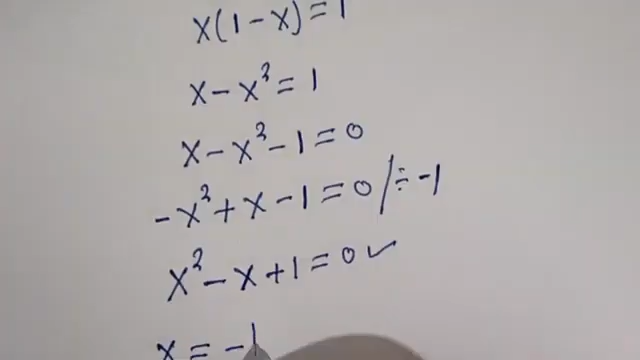 x(1-x)=1
x-x²=1
x-x²-1=0
-x²+x-1=0/÷-1
x²-x+1=0✓
x=-1